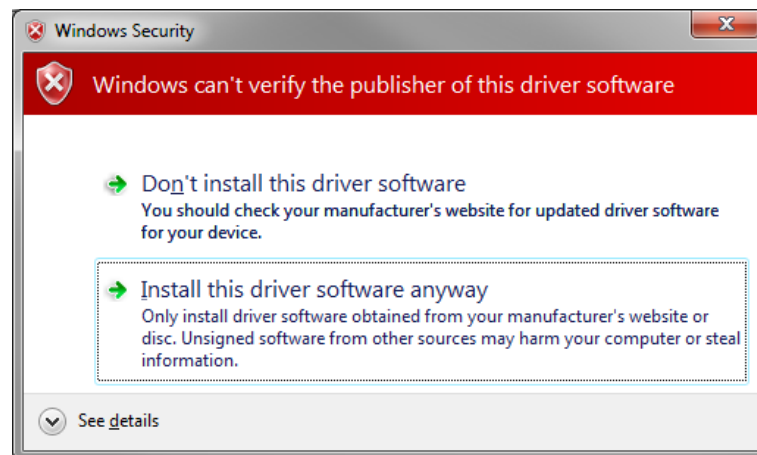 Windows Security
Windows can't verify the publisher of this driver software
Don't install this driver software
You should check your manufacturer's website for updated driver software
for your device.
Install this driver software anyway
Only install driver software obtained from your manufacturer's website or
disc. Unsigned software from other sources may harm your computer or steal
information.
See details